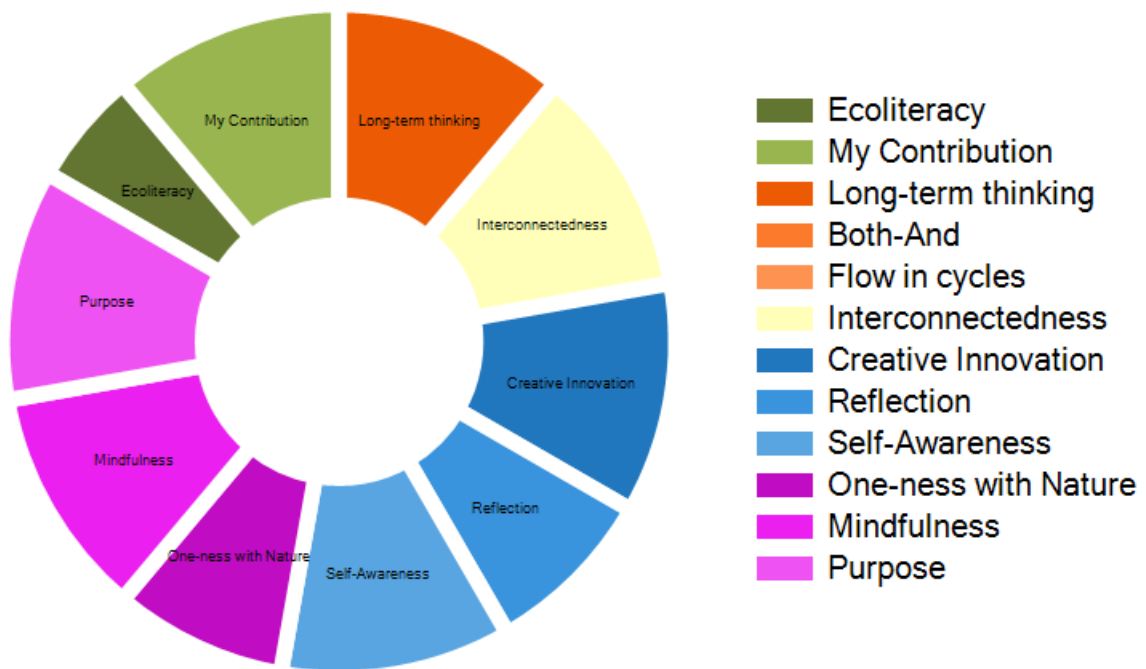 My Contribution
Long-term thinking
Ecoliteracy
Interconnectedness
Purpose
Creative Innovation
Mindfulness
Reflection
One-ness with Nature
Self-Awareness
Ecoliteracy
My Contribution
Long-term thinking
Both-And
Flow in cycles
Interconnectedness
Creative Innovation
Reflection
Self-Awareness
One-ness with Nature
Mindfulness
Purpose